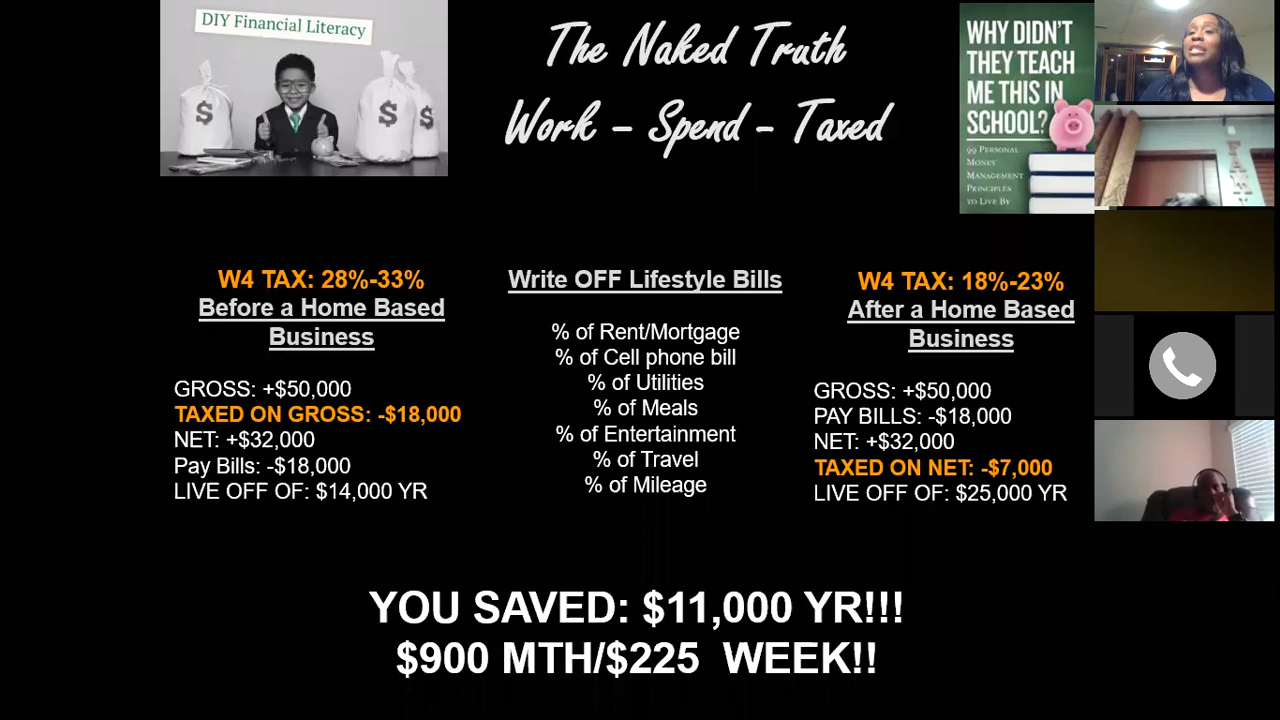 DIY Financial Literacy
$
$
$
The Naked Truth
Work – Spend - Taxed
WHY DIDN'T
THEY TEACH
ME THIS IN
SCHOOL?
99 PERSONAL
MONEY
MANAGEMENT
PRINCIPLES
TO LIVE BY
W4 TAX: 28%-33%
Before a Home Based
Business
GROSS: +$50,000
TAXED ON GROSS: -$18,000
NET: +$32,000
Pay Bills: -$18,000
LIVE OFF OF: $14,000 YR
Write OFF Lifestyle Bills
% of Rent/Mortgage
% of Cell phone bill
% of Utilities
% of Meals
% of Entertainment
% of Travel
% of Mileage
W4 TAX: 18%-23%
After a Home Based
Business
GROSS: +$50,000
PAY BILLS: -$18,000
NET: +$32,000
TAXED ON NET: -$7,000
LIVE OFF OF: $25,000 YR
YOU SAVED: $11,000 YR!!!
$900 MTH/$225 WEEK!!